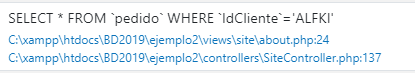 SELECT * FROM `pedido` WHERE `IdCliente`='ALFKI'
C:\xampp\htdocs\BD2019\ejemplo2\views\site\about.php:24
C:\xampp\htdocs\BD2019\ejemplo2\controllers\SiteController.php:137